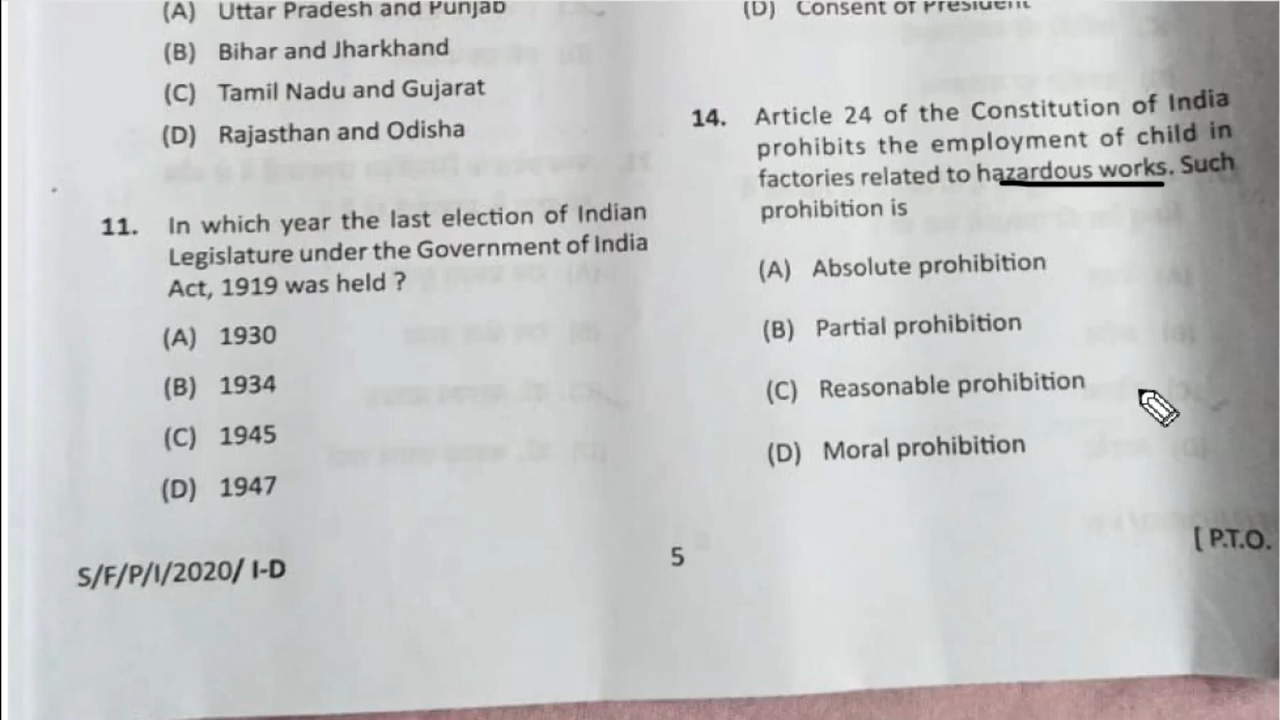 (A) Uttar Pradesh and Punjab
(B) Bihar and Jharkhand
(C) Tamil Nadu and Gujarat
(D) Rajasthan and Odisha
11. In which year the last election of Indian
Legislature under the Government of India
Act, 1919 was held ?
(A) 1930
(B) 1934
(C) 1945
(D) 1947
S/F/P/I/2020/ I-D
5
(D) Consent of President
14. Article 24 of the Constitution of India
prohibits the employment of child in
factories related to hazardous works. Such
prohibition is
(A) Absolute prohibition
(B) Partial prohibition
(C) Reasonable prohibition
(D) Moral prohibition
[ P.T.O.